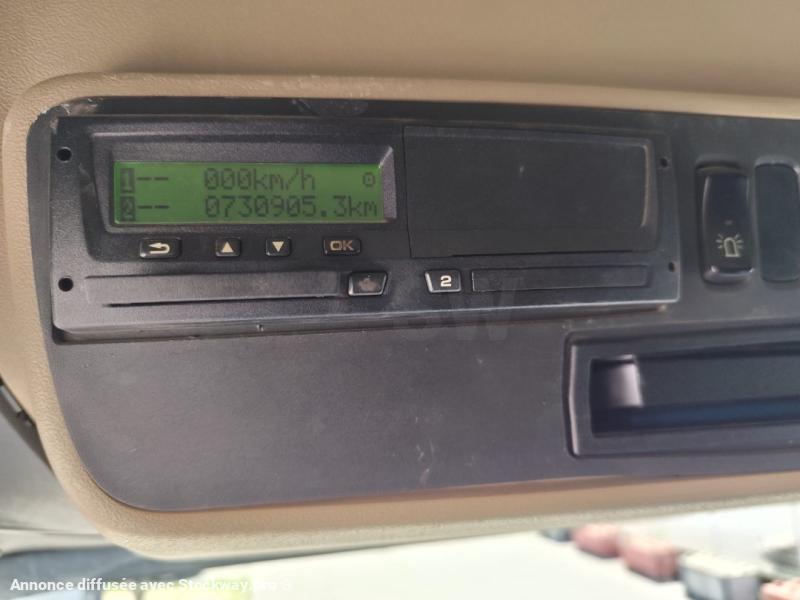 1 -- 000km/h
2 -- 0730905.3km
OK
2
Annonce diffusée avec Stockway.pro